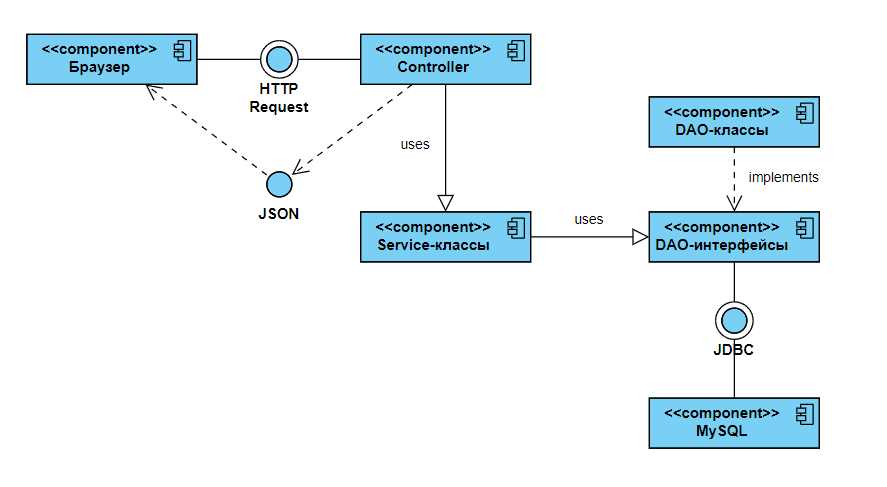 <<component>>
Браузер
HTTP
Request
<<component>>
Controller
<<component>>
DAO-классы
uses
implements
JSON
<<component>>
Service-классы
uses
<<component>>
DAO-интерфейсы
JDBC
<<component>>
MySQL